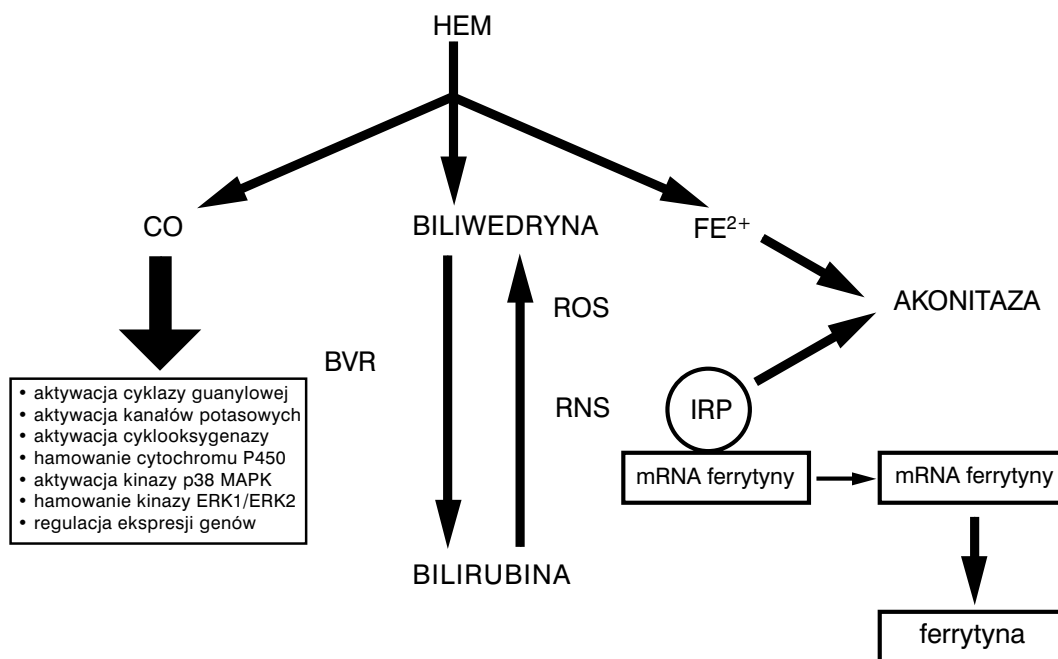 HEM
CO
BILIWEDRYNA
FE²⁺
AKONITAZA
ROS
BVR
RNS
IRP
• aktywacja cyklazy guanylowej
• aktywacja kanałów potasowych
• aktywacja cyklooksygenazy
• hamowanie cytochromu P450
• aktywacja kinazy p38 MAPK
• hamowanie kinazy ERK1/ERK2
• regulacja ekspresji genów
mRNA ferrytyny
mRNA ferrytyny
BILIRUBINA
ferrytyna